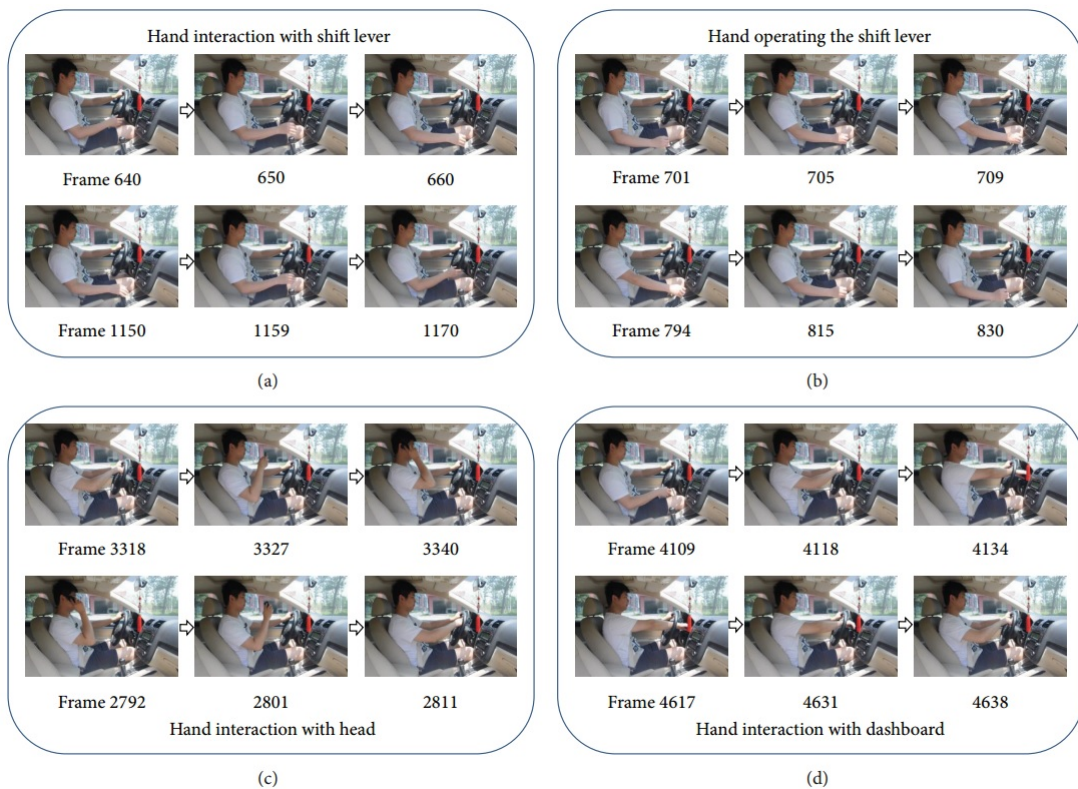 Hand interaction with shift lever
Frame 640 650 660
Frame 1150 1159 1170
(a)
Hand operating the shift lever
Frame 701 705 709
Frame 794 815 830
(b)
Frame 3318 3327 3340
Frame 2792 2801 2811
Hand interaction with head
(c)
Frame 4109 4118 4134
Frame 4617 4631 4638
Hand interaction with dashboard
(d)